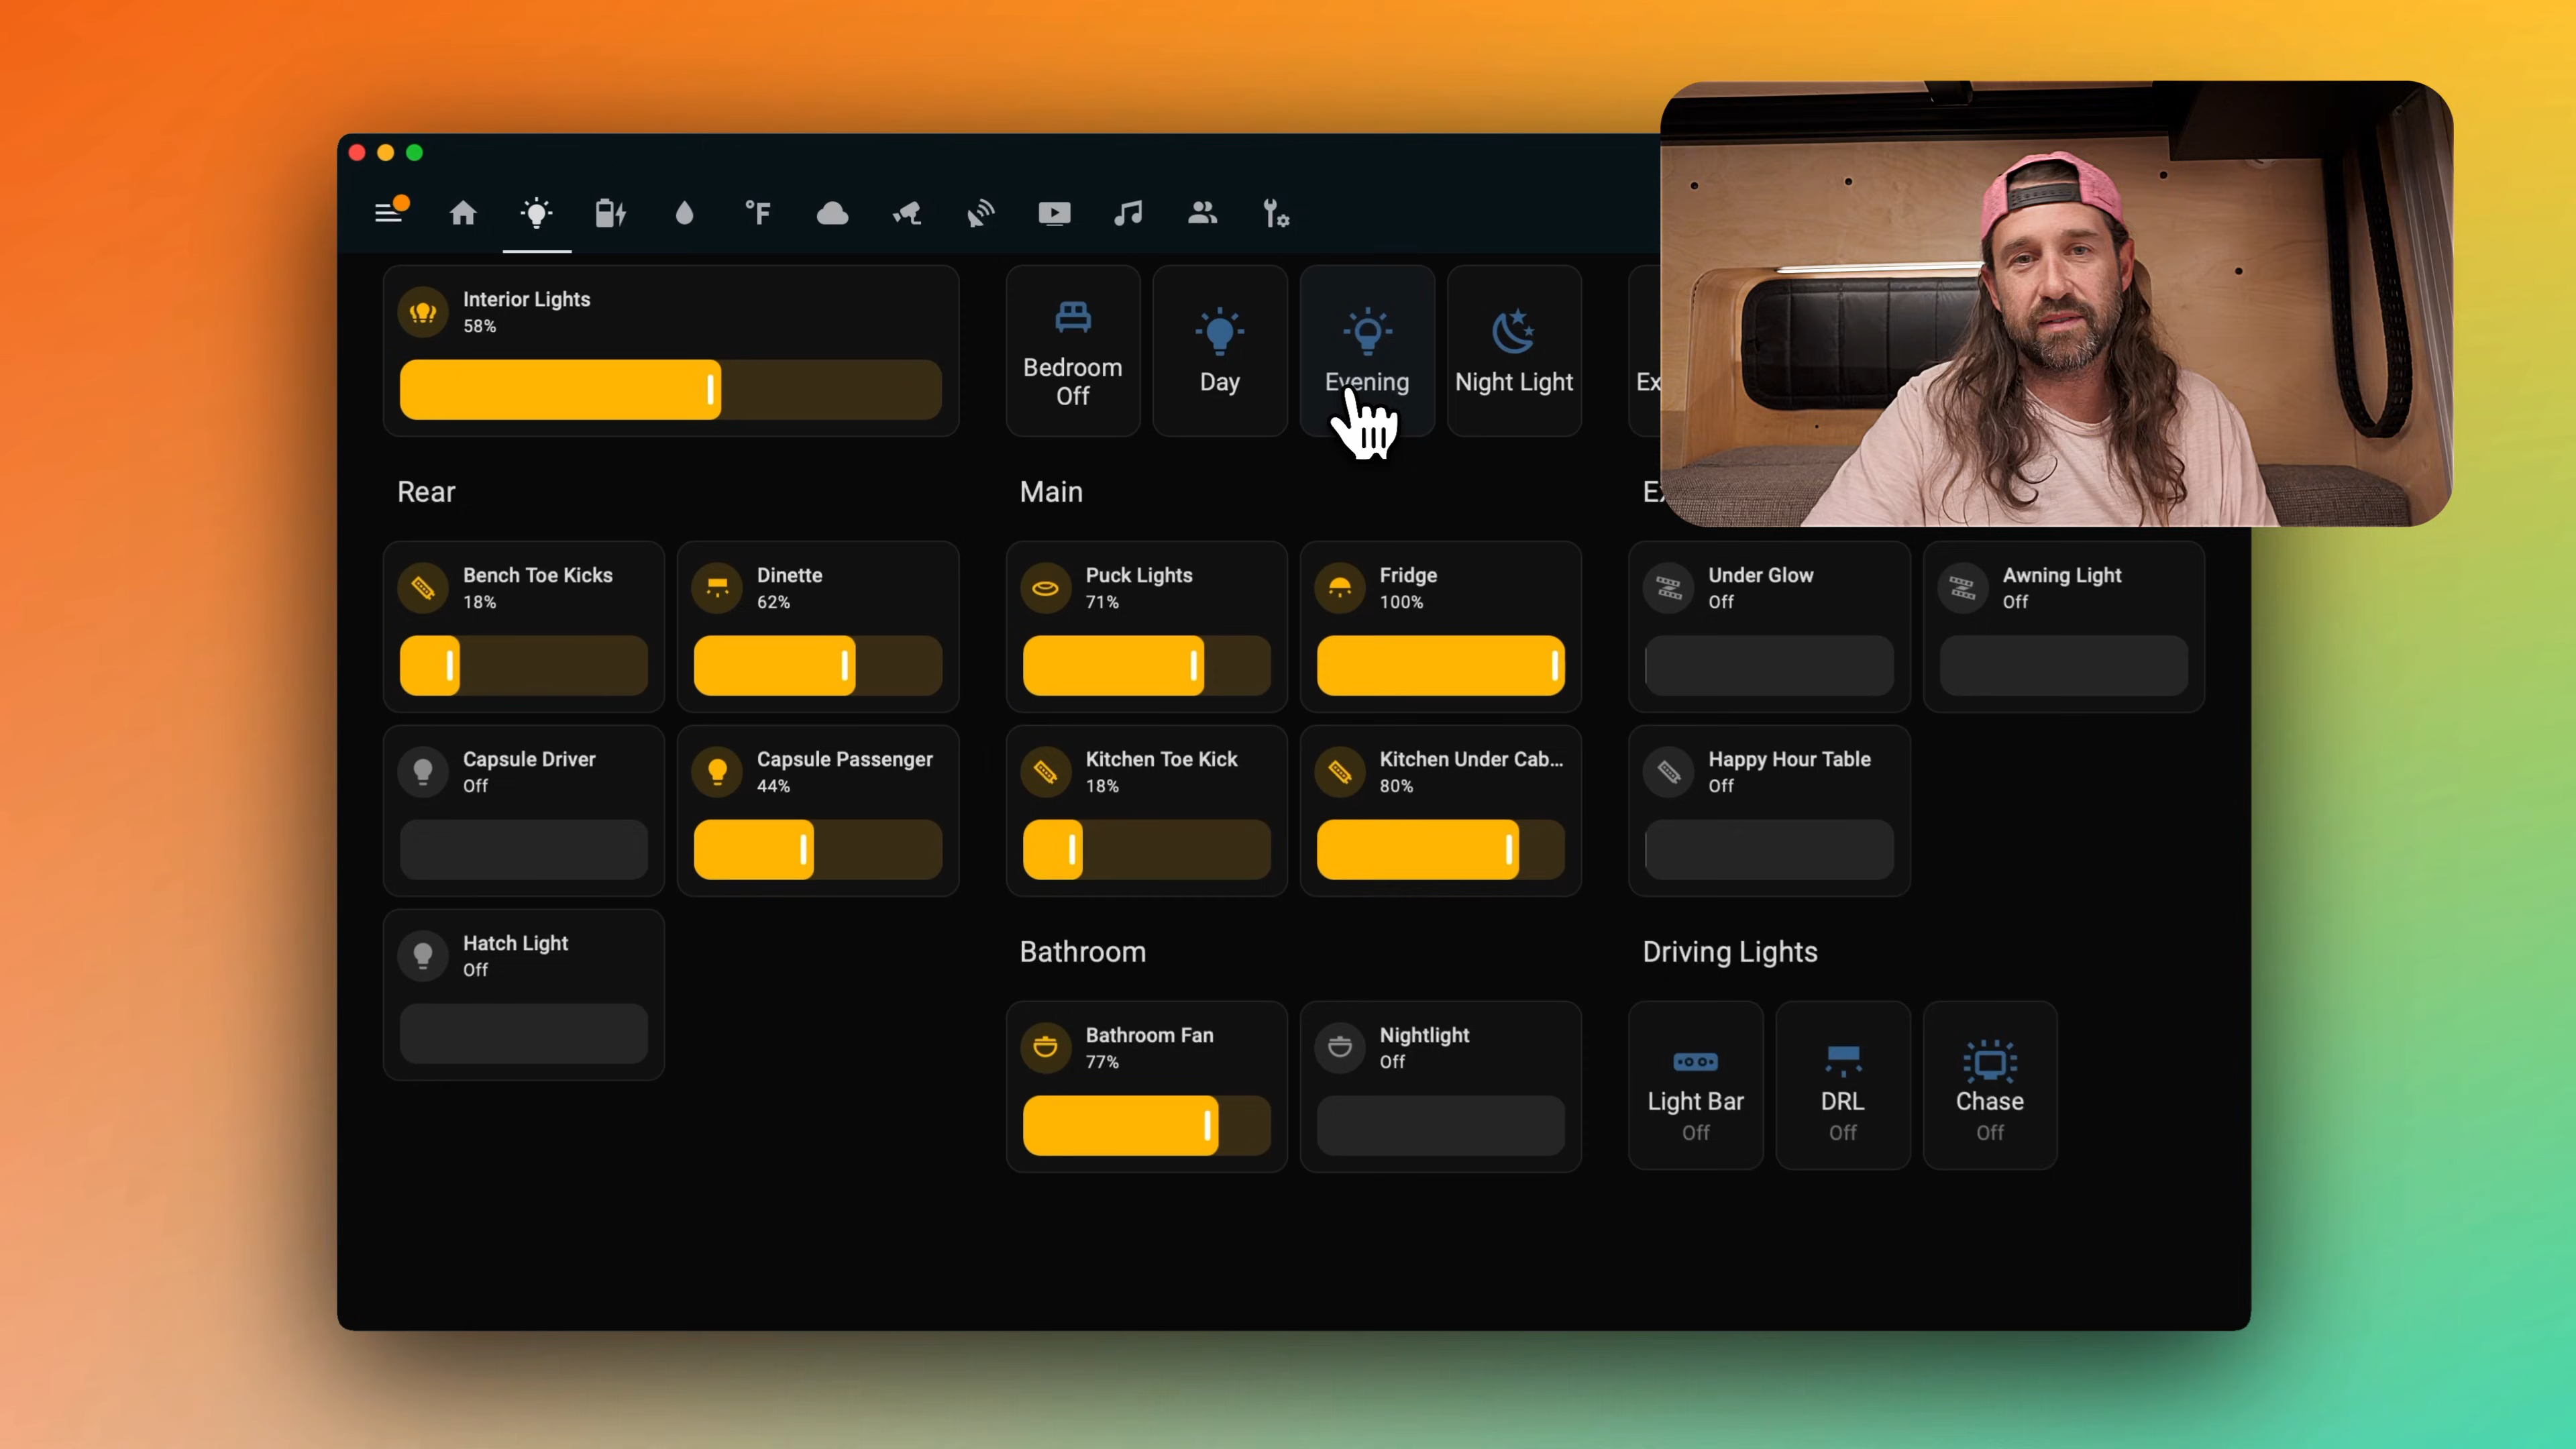 °F
Interior Lights
58%
Bedroom
Off
Day
Evening
Night Light
Ex
Rear
Main
Ex
Bench Toe Kicks
18%
Dinette
62%
Puck Lights
71%
Fridge
100%
Under Glow
Off
Awning Light
Off
Capsule Driver
Off
Capsule Passenger
44%
Kitchen Toe Kick
18%
Kitchen Under Cab...
80%
Happy Hour Table
Off
Hatch Light
Off
Bathroom
Driving Lights
Bathroom Fan
77%
Nightlight
Off
Light Bar
Off
DRL
Off
Chase
Off